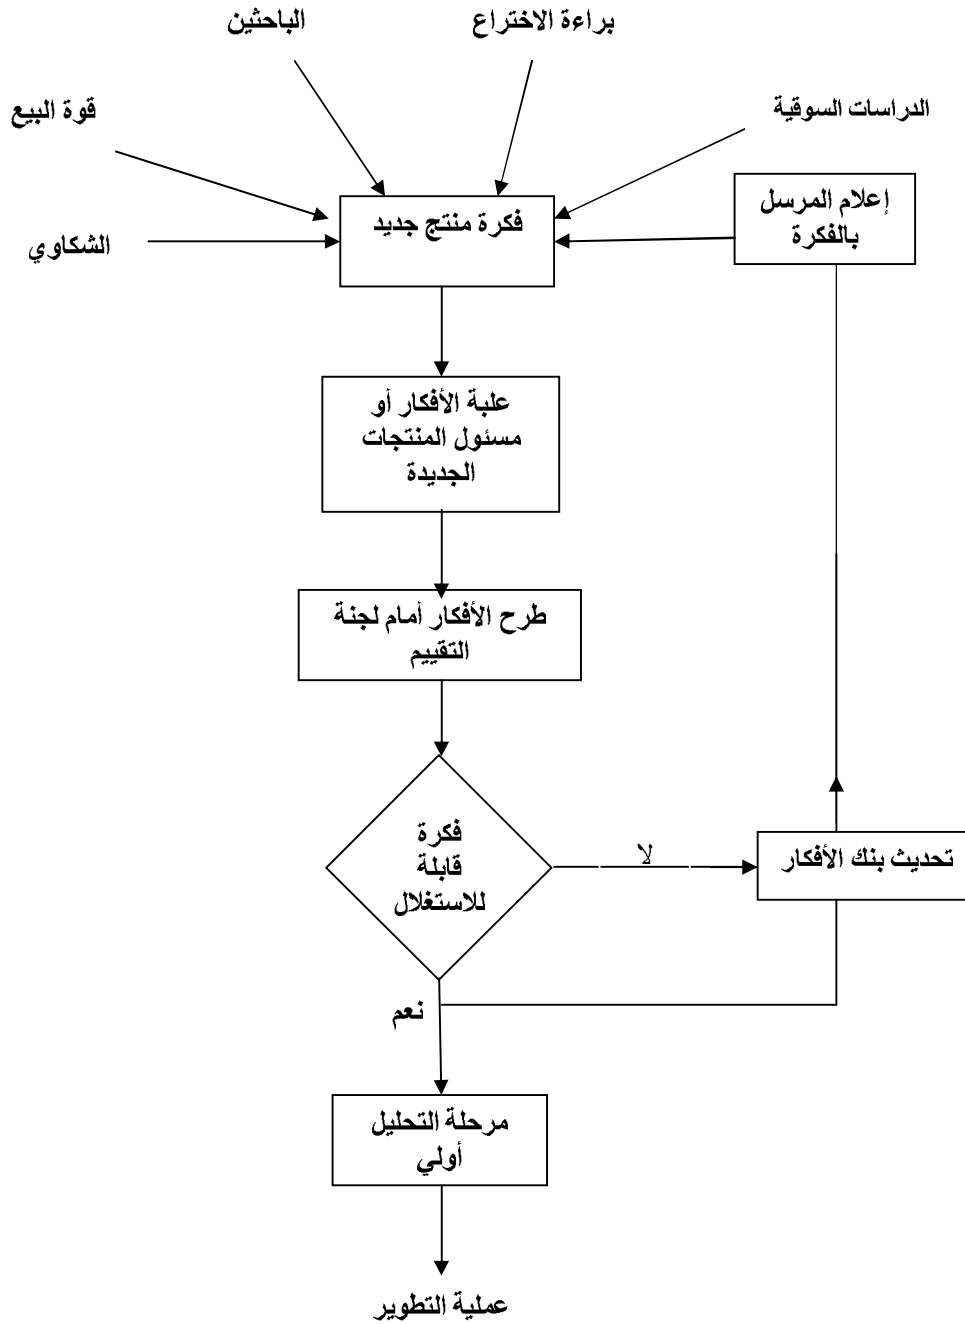 براءة الاختراع
الباحثين
الدراسات السوقية
قوة البيع
إعلام المرسل
بالفكرة
فكرة منتج جديد
الشكاوي
علبة الأفكار أو
مسئول المنتجات
الجديدة
طرح الأفكار أمام لجنة
التقييم
فكرة
قابلة
للاستغلال
لا
تحديث بنك الأفكار
نعم
مرحلة التحليل
أولي
عملية التطوير